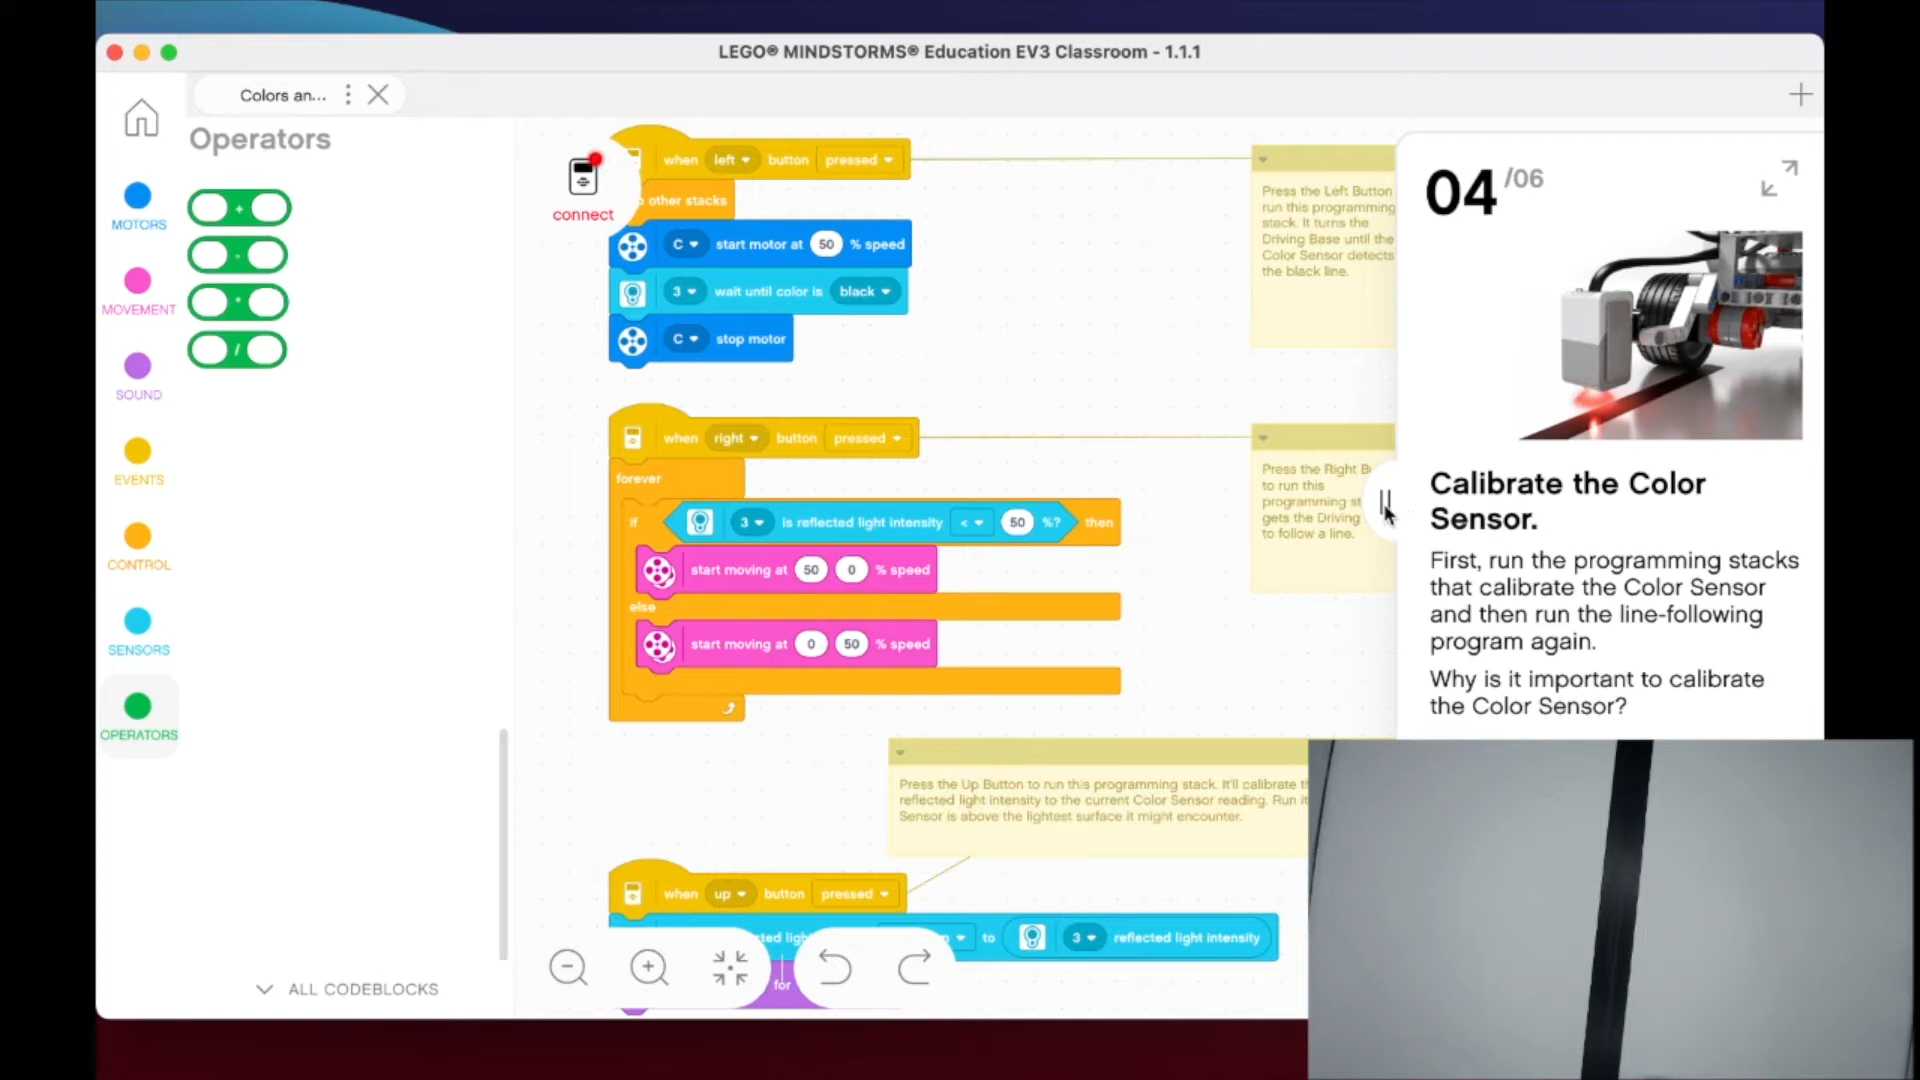 LEGO® MINDSTORMS® Education EV3 Classroom - 1.1.1
Colors an...
Operators
MOTORS
MOVEMENT
SOUND
EVENTS
CONTROL
SENSORS
OPERATORS
+
-
*
/
ALL CODEBLOCKS
connect
when left button pressed
other stacks
C start motor at 50 % speed
3 wait until color is black
C stop motor
when right button pressed
forever
if 3 is reflected light intensity < 50 %? then
start moving at 50 0 % speed
else
start moving at 0 50 % speed
when up button pressed
to 3 reflected light intensity
for
Press the Left Button
run this programming
stack. It turns the
Driving Base until the
Color Sensor detects
the black line.
Press the Right
to run this
programming
gets the Driving
to follow a line.
Press the Up Button to run this programming stack. It'll calibrate
reflected light intensity to the current Color Sensor reading. Run
Sensor is above the lightest surface it might encounter.
04/06
Calibrate the Color
Sensor.
First, run the programming stacks
that calibrate the Color Sensor
and then run the line-following
program again.
Why is it important to calibrate
the Color Sensor?